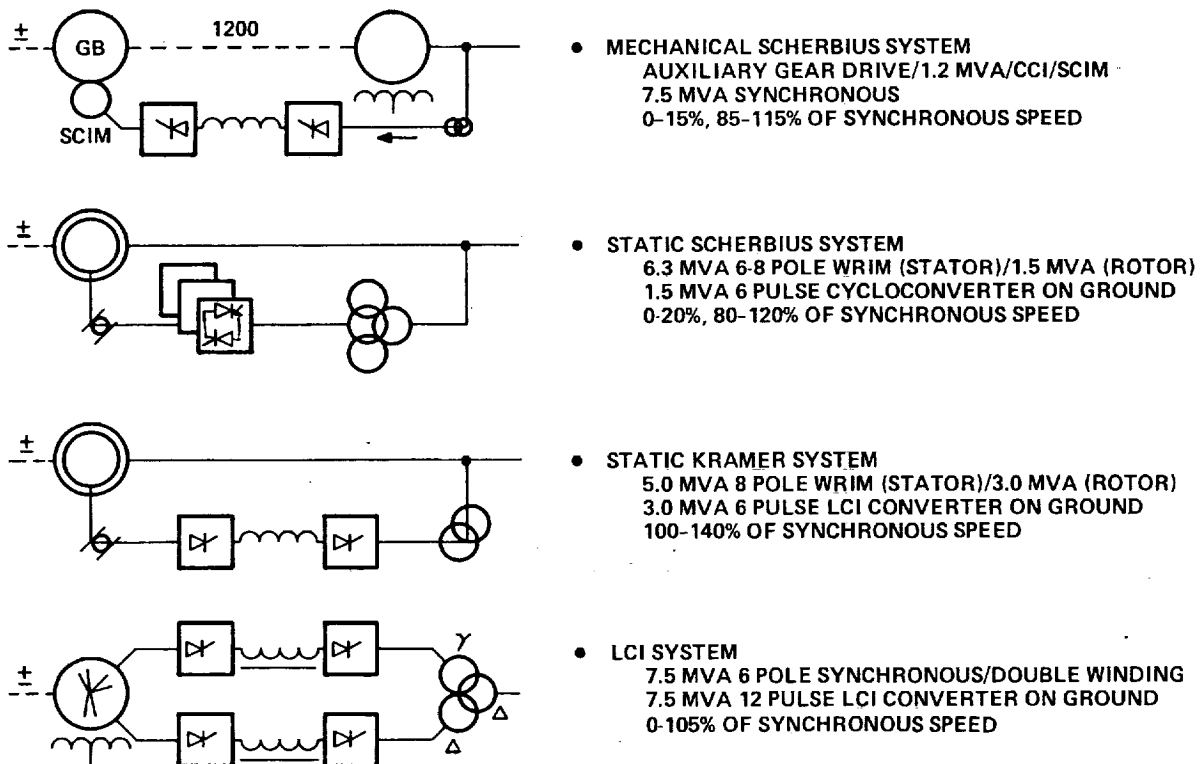 ± GB 1200
SCIM
• MECHANICAL SCHERBIUS SYSTEM
AUXILIARY GEAR DRIVE/1.2 MVA/CCI/SCIM
7.5 MVA SYNCHRONOUS
0-15%, 85-115% OF SYNCHRONOUS SPEED
±
• STATIC SCHERBIUS SYSTEM
6.3 MVA 6-8 POLE WRIM (STATOR)/1.5 MVA (ROTOR)
1.5 MVA 6 PULSE CYCLOCONVERTER ON GROUND
0-20%, 80-120% OF SYNCHRONOUS SPEED
±
• STATIC KRAMER SYSTEM
5.0 MVA 8 POLE WRIM (STATOR)/3.0 MVA (ROTOR)
3.0 MVA 6 PULSE LCI CONVERTER ON GROUND
100-140% OF SYNCHRONOUS SPEED
±
γ
Δ
Δ
• LCI SYSTEM
7.5 MVA 6 POLE SYNCHRONOUS/DOUBLE WINDING
7.5 MVA 12 PULSE LCI CONVERTER ON GROUND
0-105% OF SYNCHRONOUS SPEED